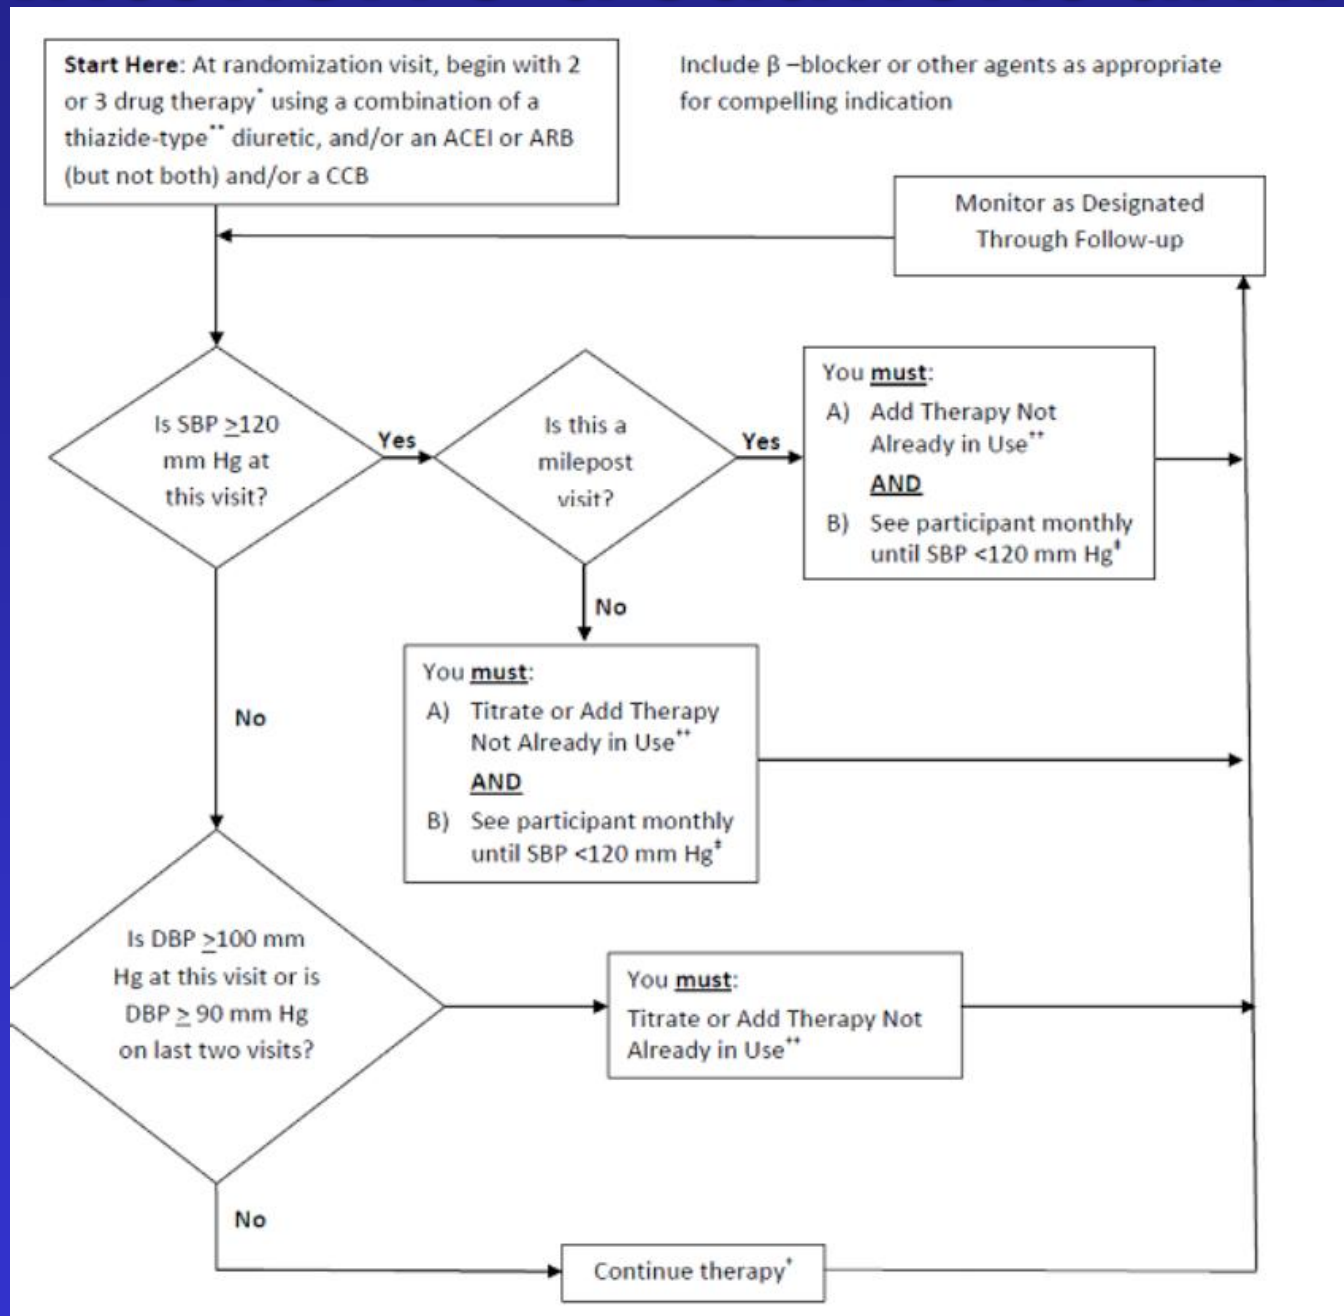 Start Here: At randomization visit, begin with 2
or 3 drug therapy* using a combination of a
thiazide-type** diuretic, and/or an ACEI or ARB
(but not both) and/or a CCB
Include β –blocker or other agents as appropriate
for compelling indication
Monitor as Designated
Through Follow-up
Is SBP ≥120
mm Hg at
this visit?
Yes
Is this a
milepost
visit?
Yes
You must:
A) Add Therapy Not
Already in Use⁺⁺
AND
B) See participant monthly
until SBP <120 mm Hg‡
No
You must:
A) Titrate or Add Therapy
Not Already in Use⁺⁺
AND
B) See participant monthly
until SBP <120 mm Hg‡
No
Is DBP ≥100 mm
Hg at this visit or is
DBP ≥ 90 mm Hg
on last two visits?
You must:
Titrate or Add Therapy Not
Already in Use⁺⁺
No
Continue therapy⁺